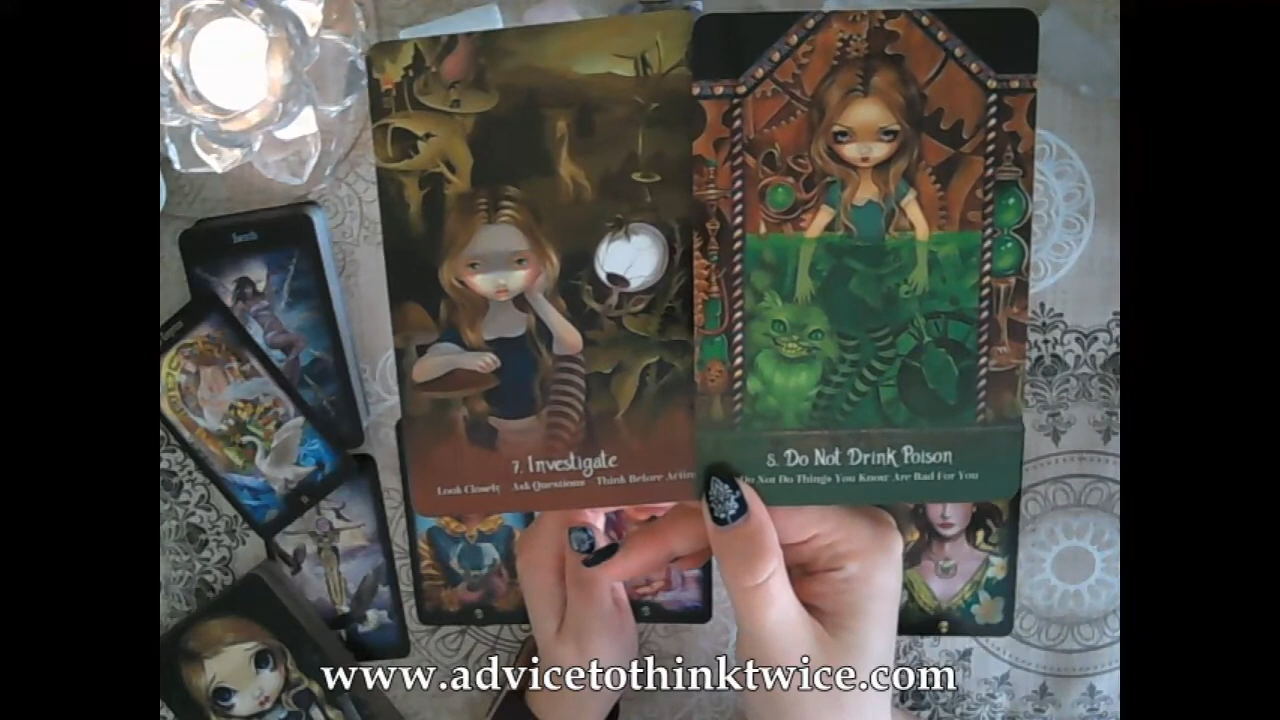 7. Investigate
Look Closely Ask Questions Think Before Actin
8. Do Not Drink Poison
Do Not Do Things You Know Are Bad For You
www.advicetothinktwice.com